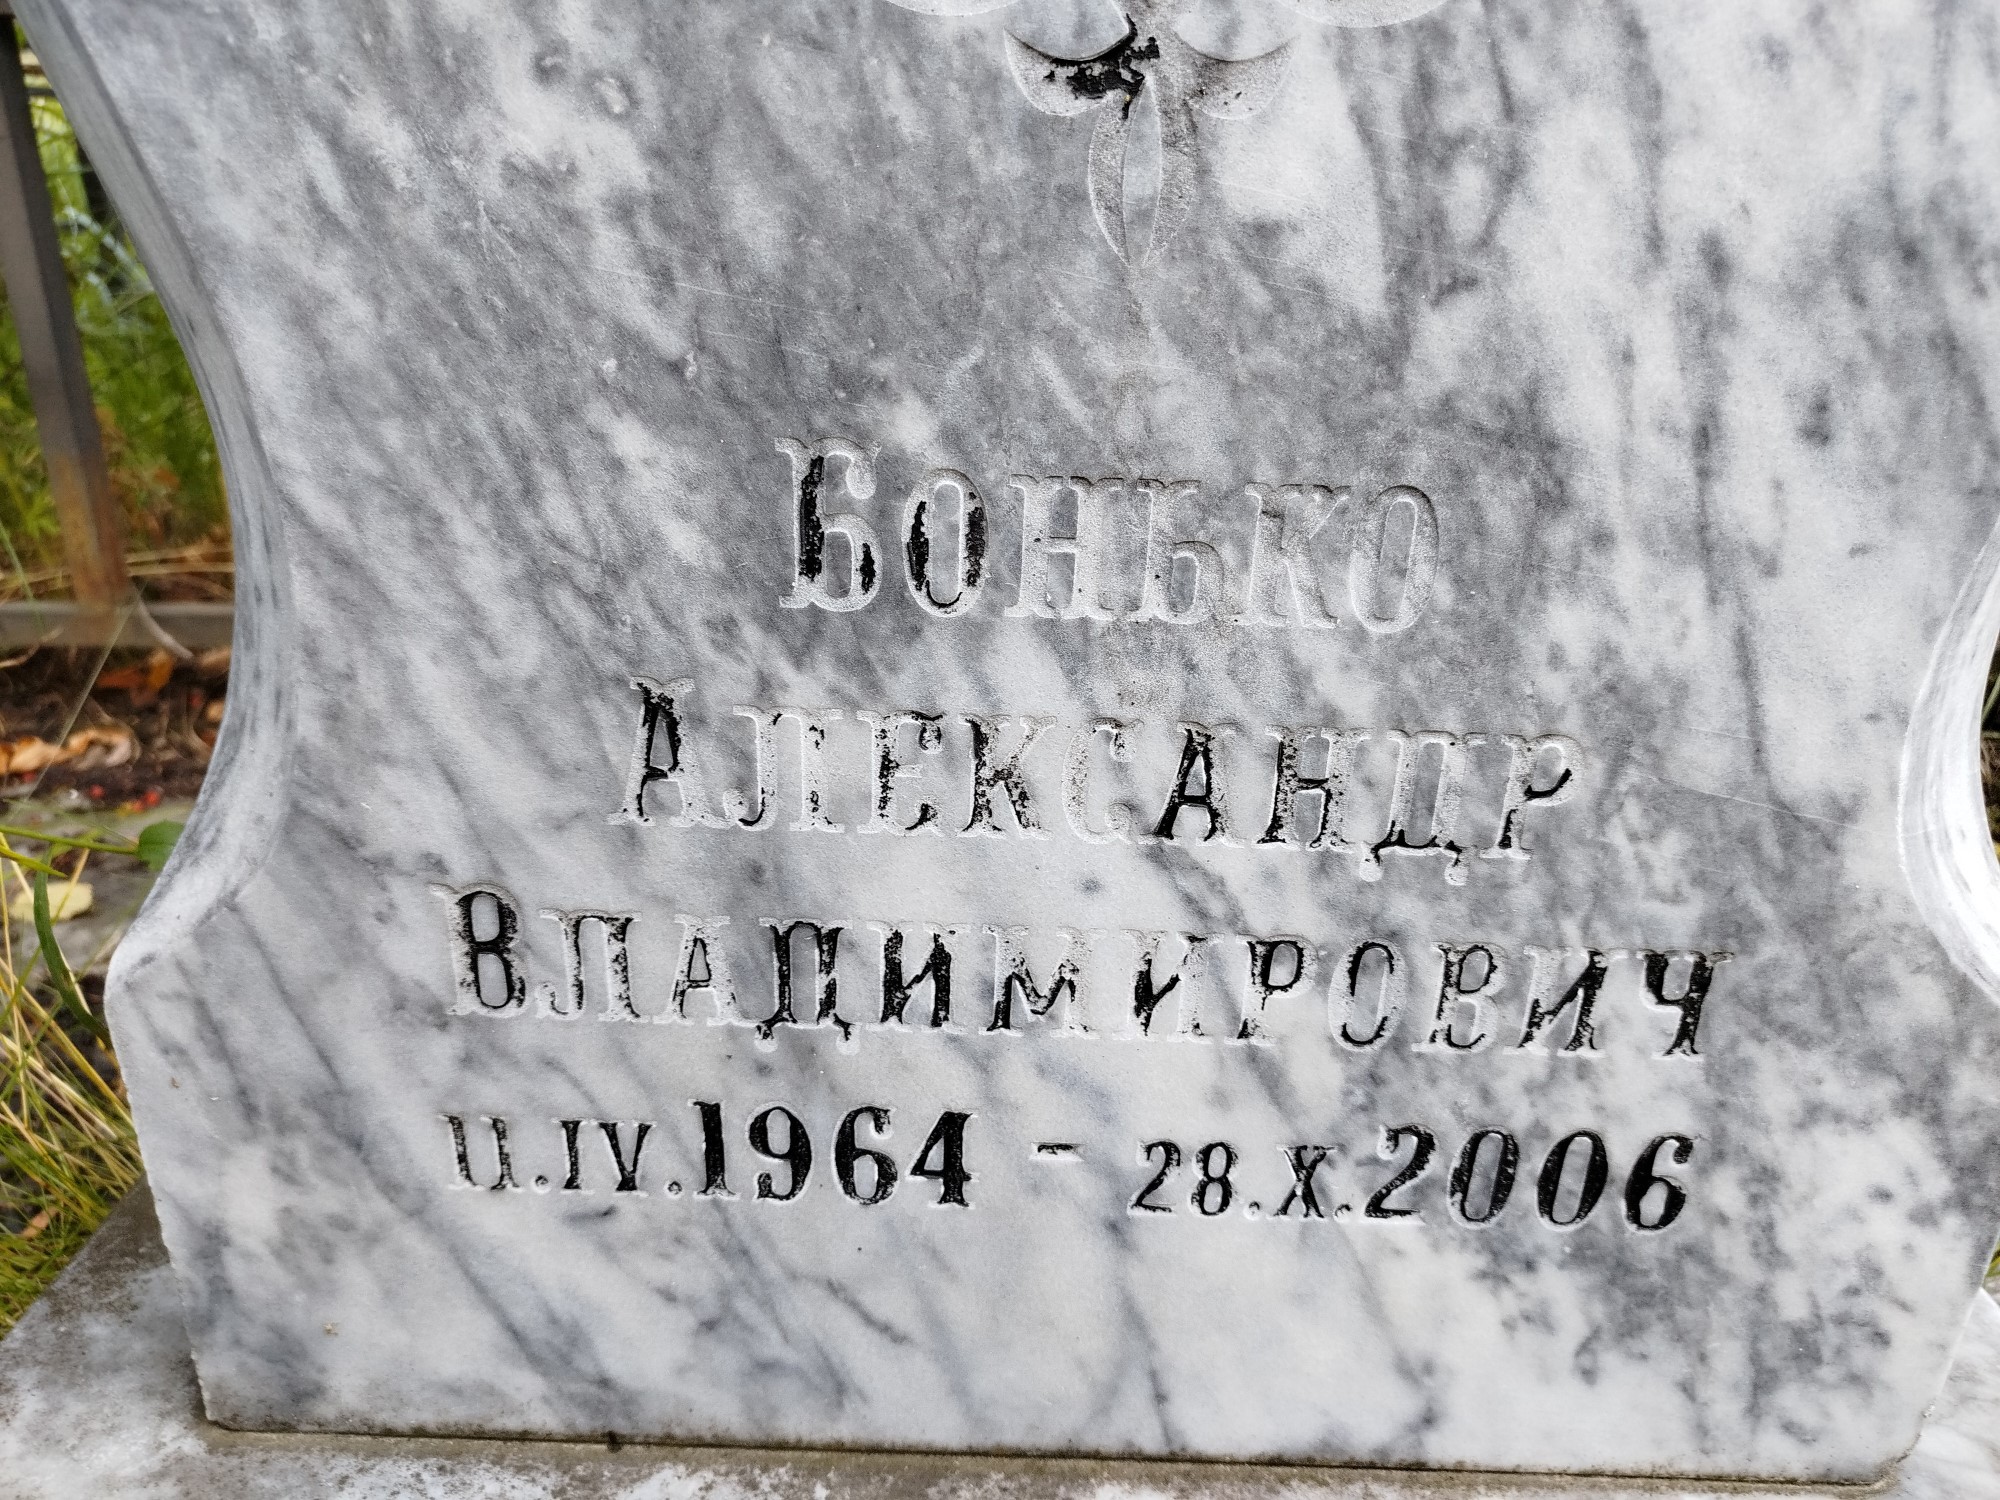 Бонько
Александр
Владимирович
11.IV.1964 - 28.X.2006